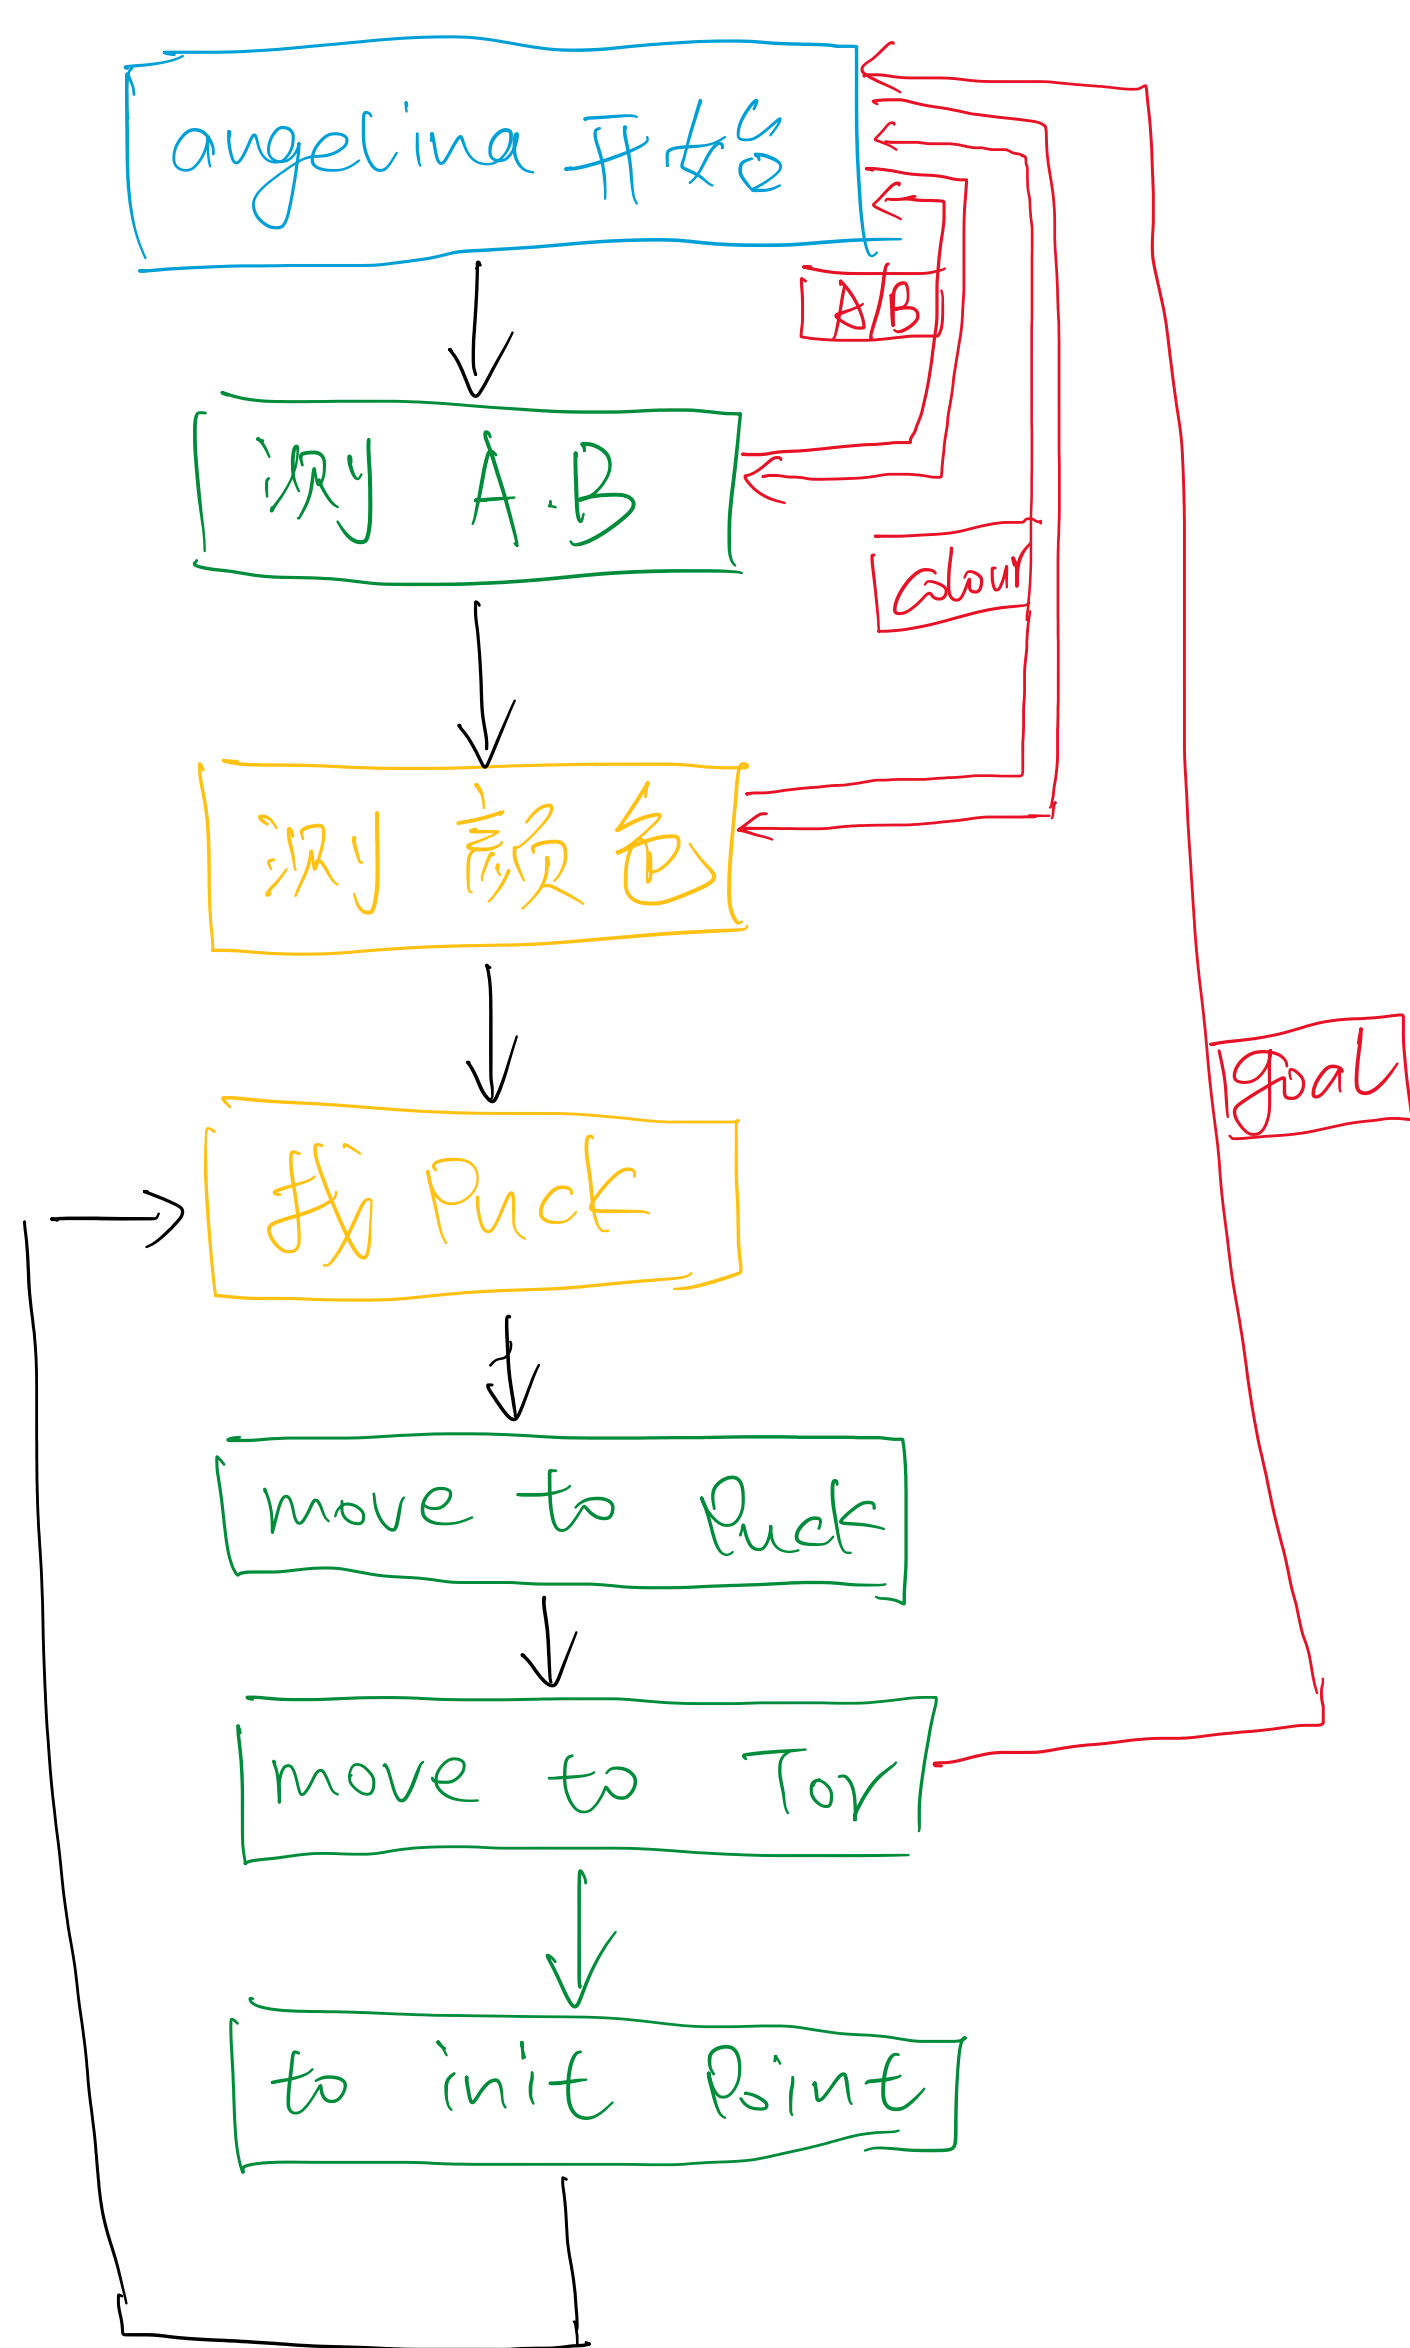 angelina 开始
A/B
测 A.B
colour
测 颜色
goal
找 Puck
move to Puck
move to Tor
to init Point